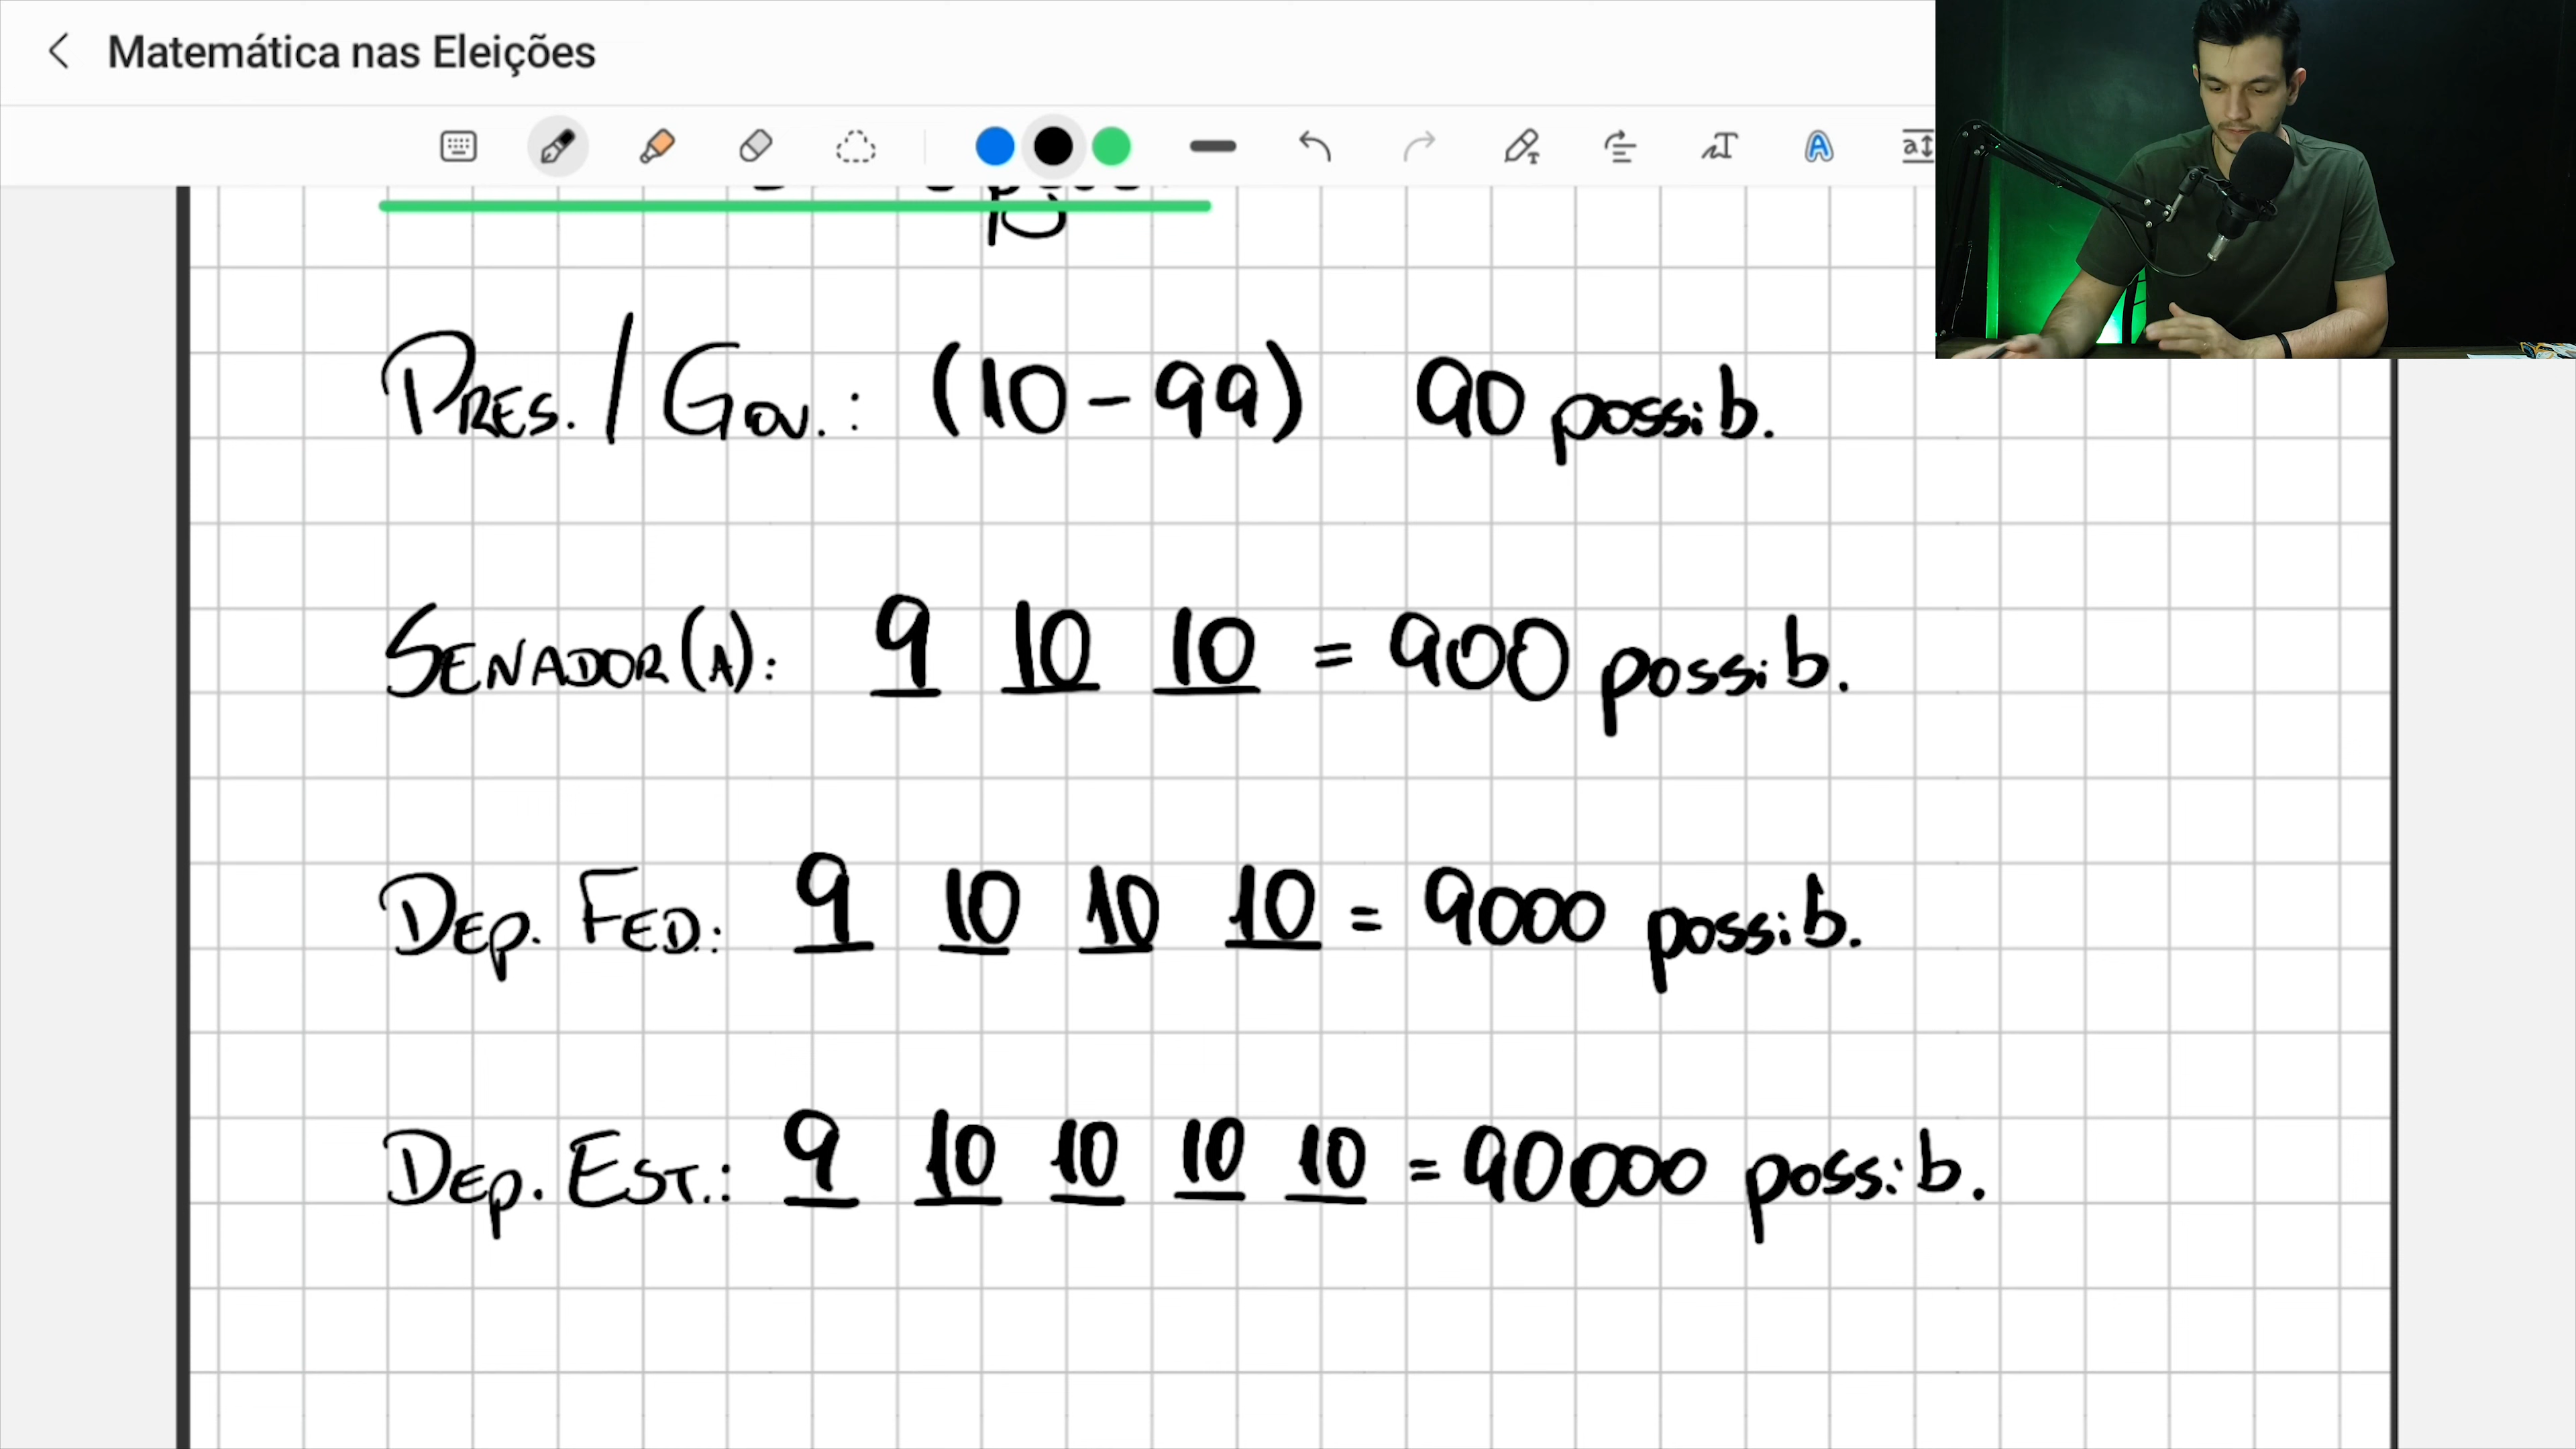 Matemática nas Eleições
PRES. / GOV.: (10 - 99) 90 possib.
SENADOR(A): 9 10 10 = 900 possib.
DEP. FED.: 9 10 10 10 = 9000 possib.
DEP. EST.: 9 10 10 10 10 = 90000 possib.